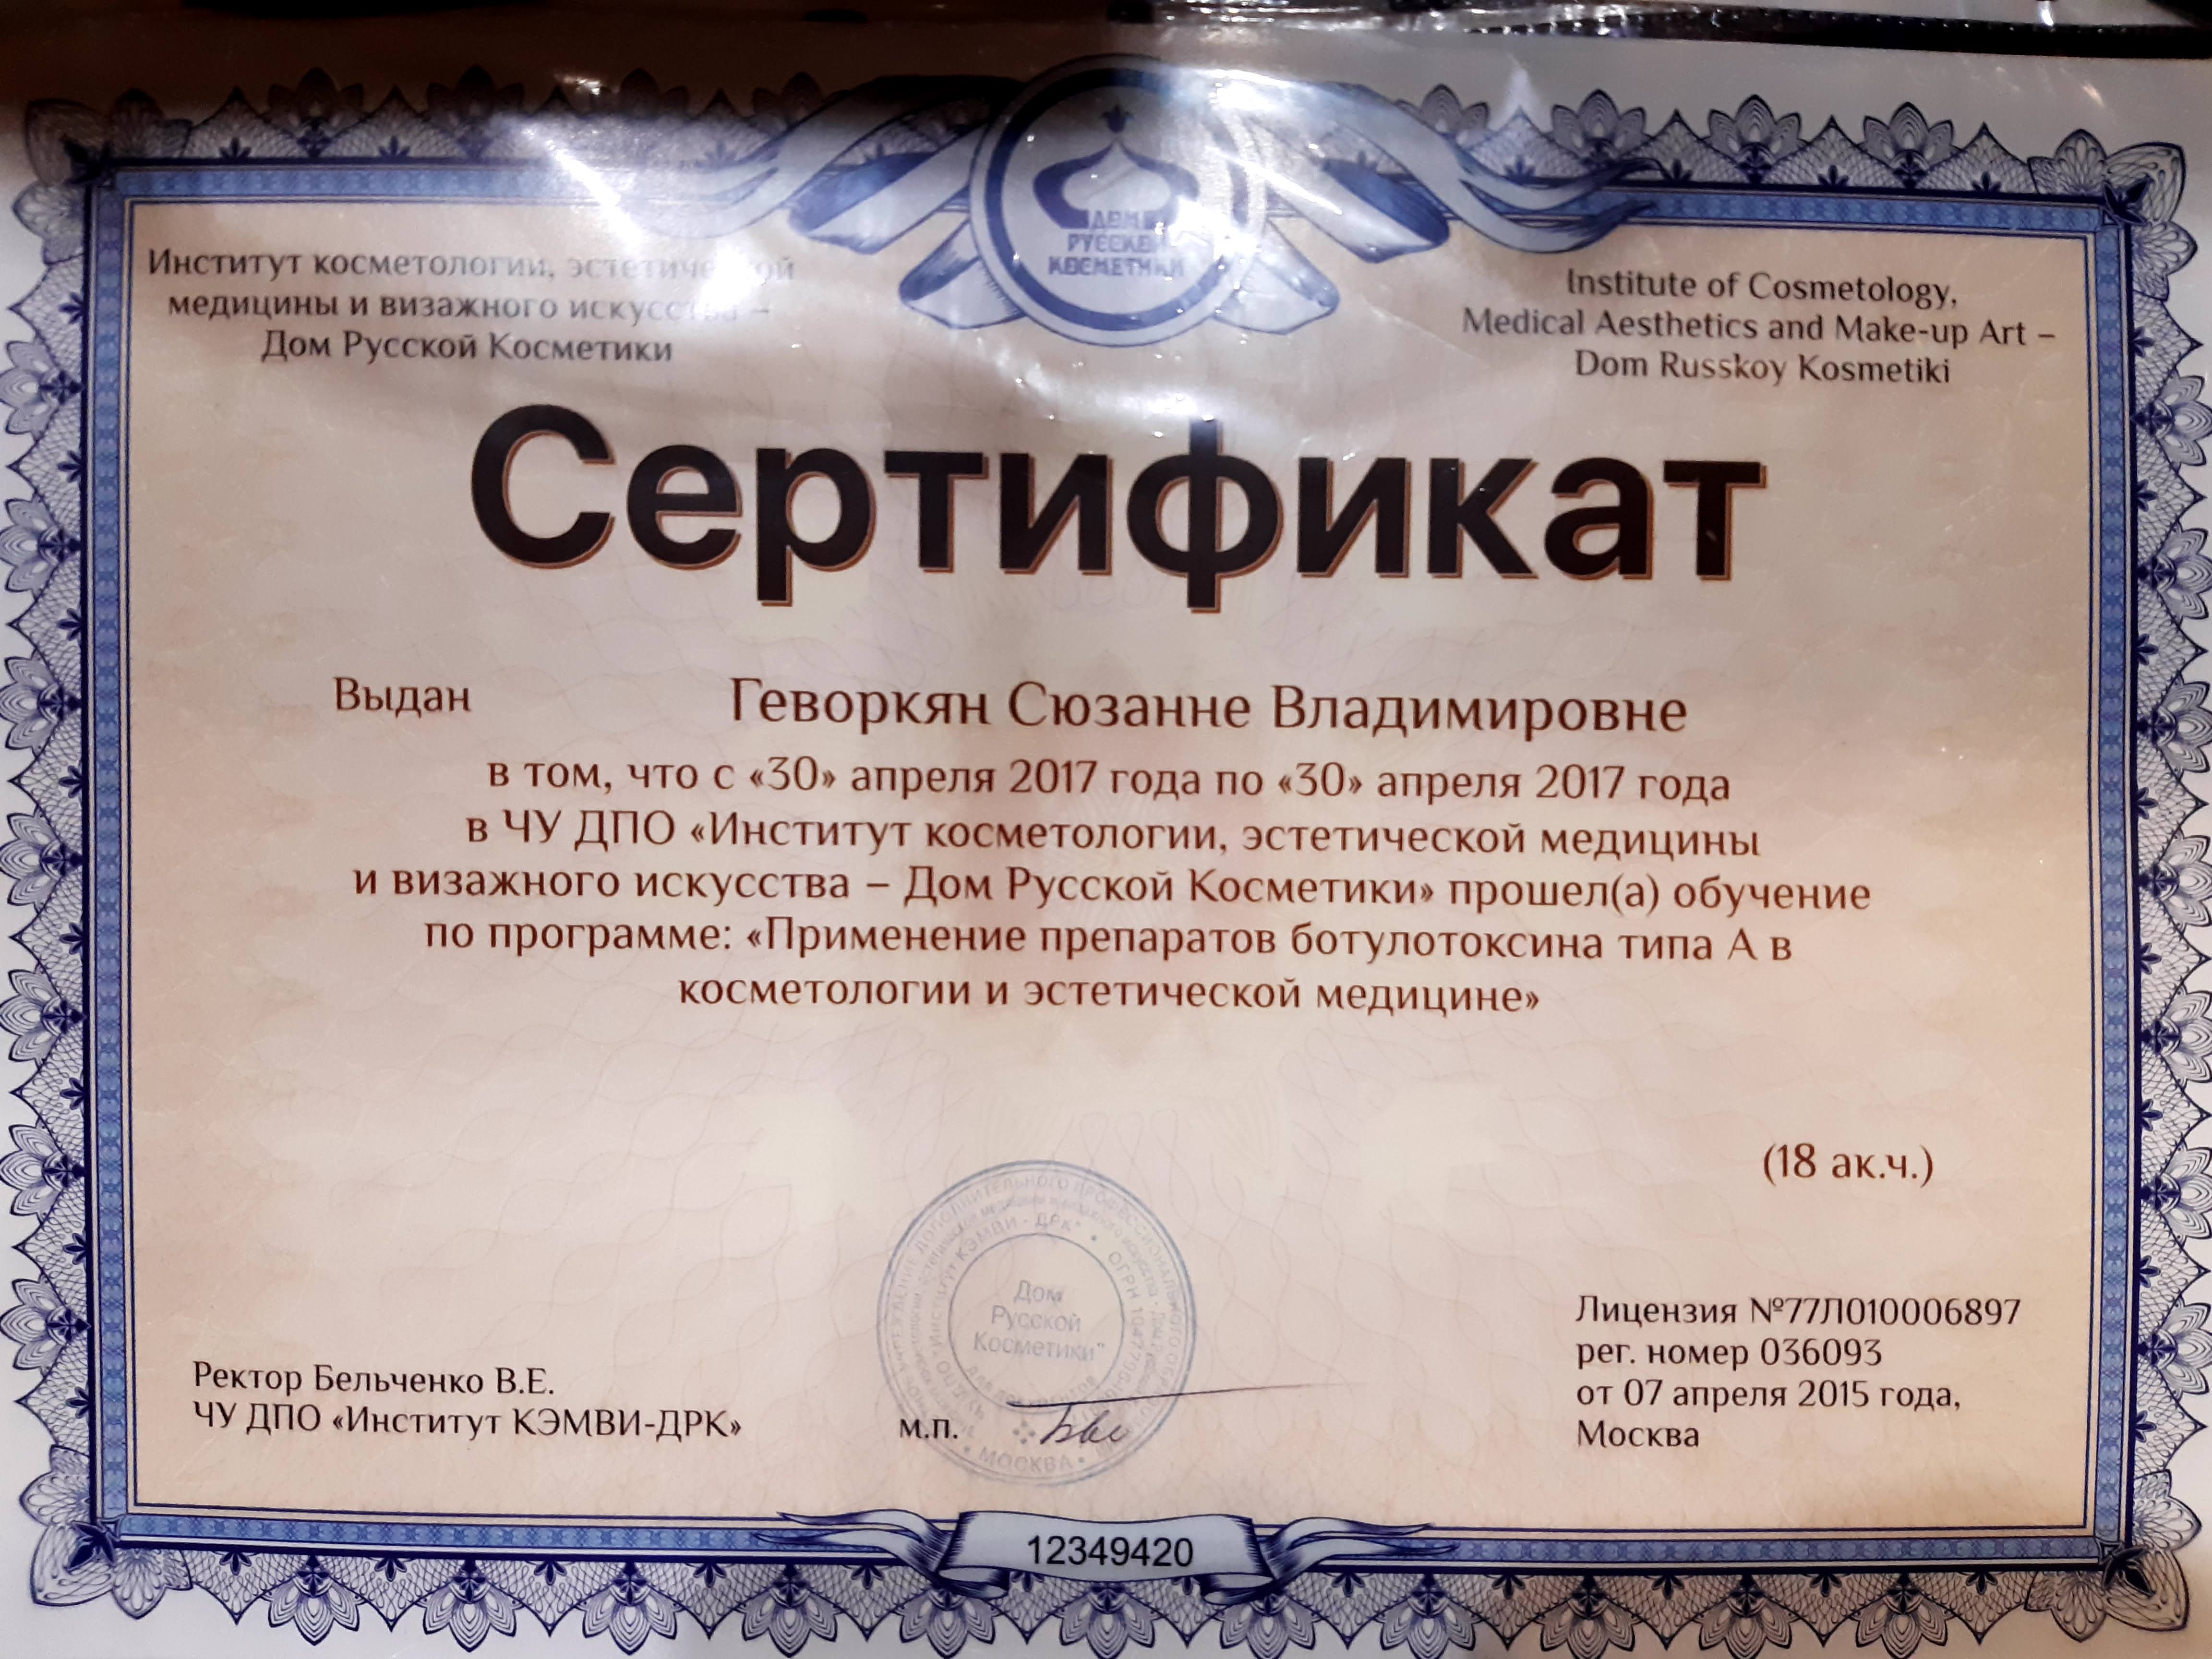 ДОМ
РУССКОЙ
КОСМЕТИКИ
Институт косметологии, эстетической
медицины и визажного искусства –
Дом Русской Косметики
Institute of Cosmetology,
Medical Aesthetics and Make-up Art –
Dom Russkoy Kosmetiki
Сертификат
Выдан Геворкян Сюзанне Владимировне
в том, что с «30» апреля 2017 года по «30» апреля 2017 года
в ЧУ ДПО «Институт косметологии, эстетической медицины
и визажного искусства – Дом Русской Косметики» прошел(а) обучение
по программе: «Применение препаратов ботулотоксина типа А в
косметологии и эстетической медицине»
(18 ак.ч.)
Дом
Русской
Косметики"
ДЛЯ ДОКУМЕНТОВ
• МОСКВА •
Ректор Бельченко В.Е.
ЧУ ДПО «Институт КЭМВИ-ДРК»
м.п.
Лицензия №77Л010006897
рег. номер 036093
от 07 апреля 2015 года,
Москва
12349420